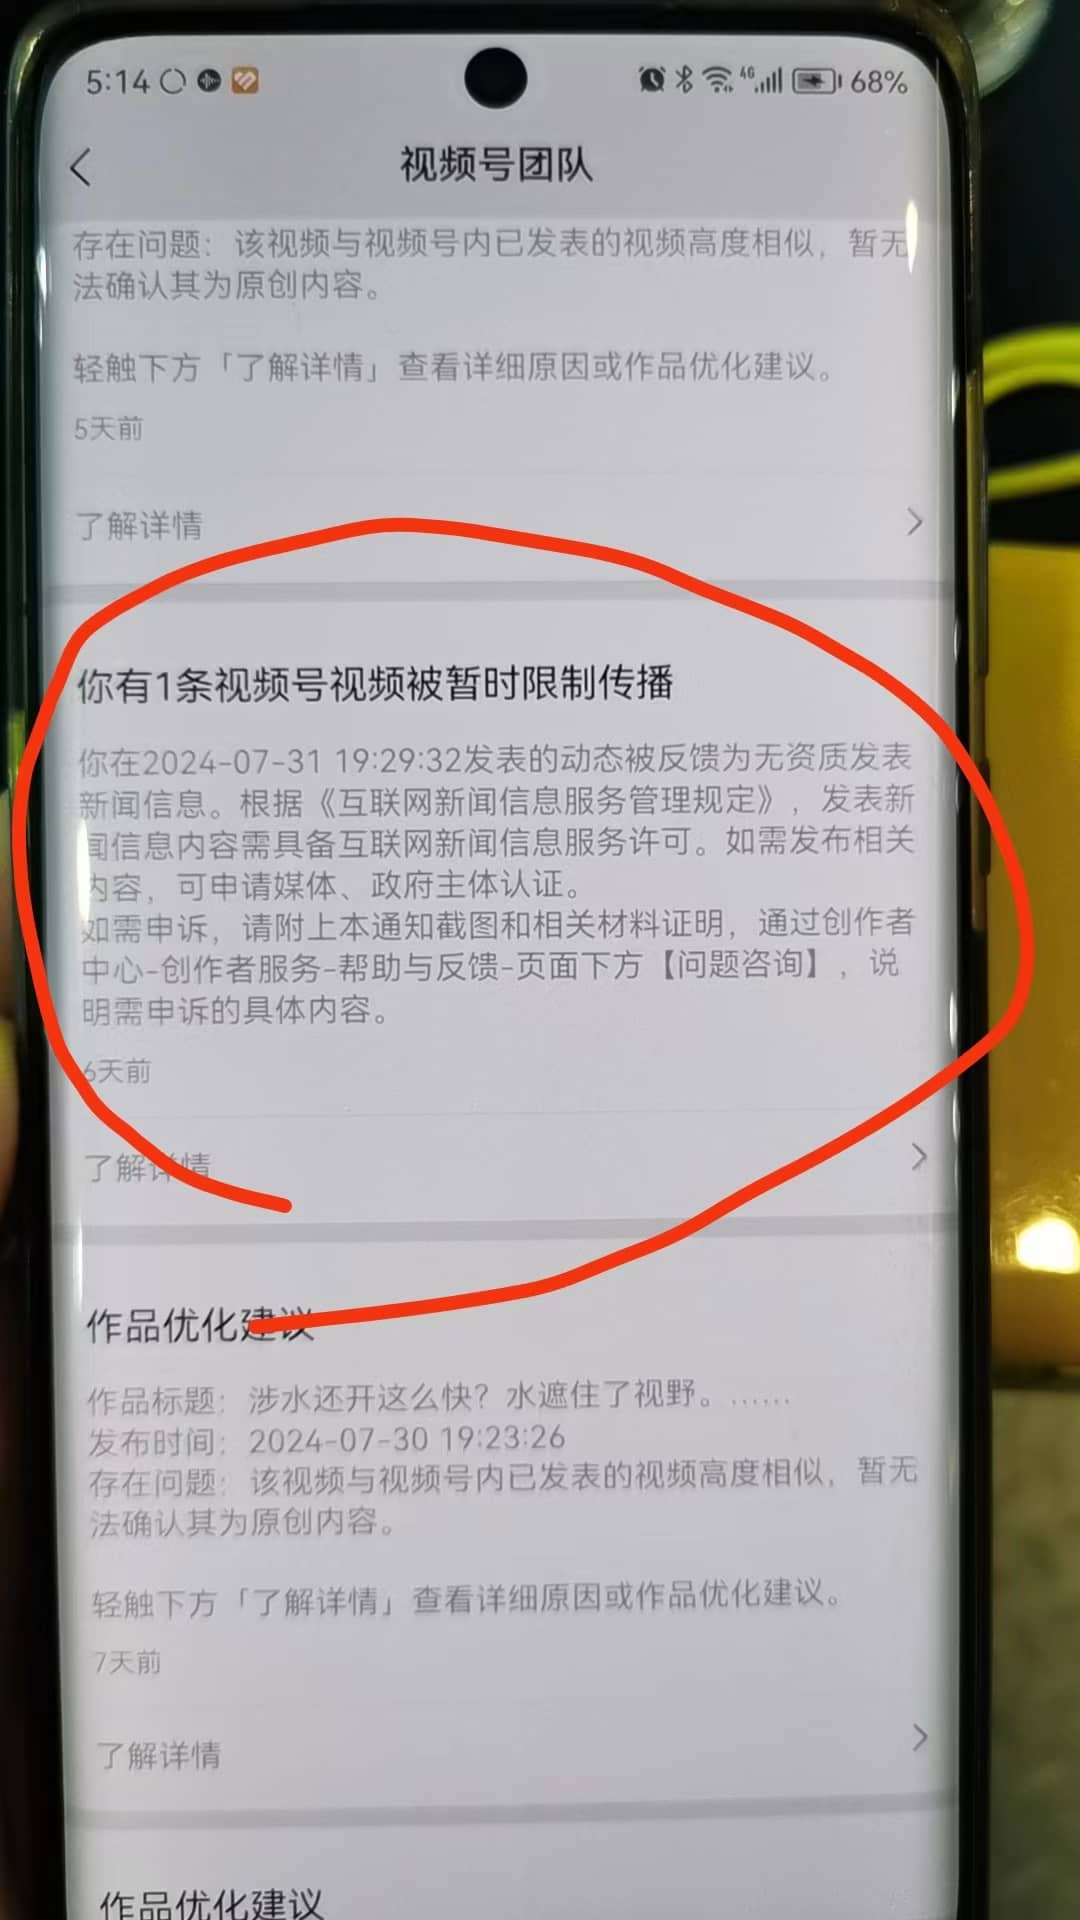 5:14
4G
68%
视频号团队
存在问题：该视频与视频号内已发表的视频高度相似，暂无
法确认其为原创内容。
轻触下方「了解详情」查看详细原因或作品优化建议。
5天前
了解详情
你有1条视频号视频被暂时限制传播
你在2024-07-31 19:29:32发表的动态被反馈为无资质发表
新闻信息。根据《互联网新闻信息服务管理规定》，发表新
闻信息内容需具备互联网新闻信息服务许可。如需发布相关
内容，可申请媒体、政府主体认证。
如需申诉，请附上本通知截图和相关材料证明，通过创作者
中心-创作者服务-帮助与反馈-页面下方【问题咨询】，说
明需申诉的具体内容。
6天前
了解详情
作品优化建议
作品标题：涉水还开这么快？水遮住了视野。......
发布时间：2024-07-30 19:23:26
存在问题：该视频与视频号内已发表的视频高度相似，暂无
法确认其为原创内容。
轻触下方「了解详情」查看详细原因或作品优化建议。
7天前
了解详情
作品优化建议